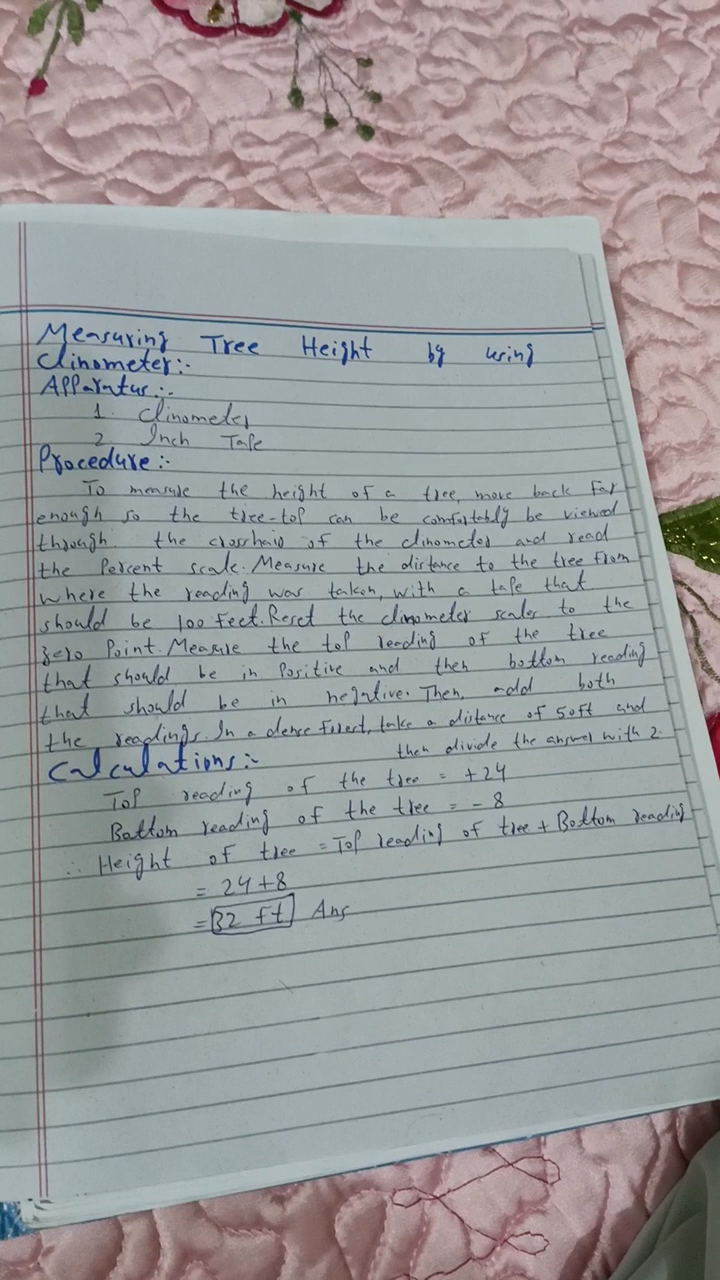 Measuring Tree Height by using
Clinometer:-
Apparatus:-
1. Clinometer
2. Inch Tape
Procedure:-
To measure the height of a tree, move back far
enough so the tree-top can be comfortably be viewed
through the crosshair of the clinometer and read
the percent scale. Measure the distance to the tree from
where the reading was taken, with a tape that
should be 100 feet. Reset the clinometer scales to the
zero point. Measure the top reading of the tree
that should be in positive and then bottom reading
that should be in negative. Then, add both
the readings. In a dence forest, take a distance of 50ft and
then divide the answer with 2.
Calculations:-
Top reading of the tree = +24
Bottom reading of the tree = -8
∴ Height of tree = Top reading of tree + Bottom reading
= 24+8
= 32 ft Ans